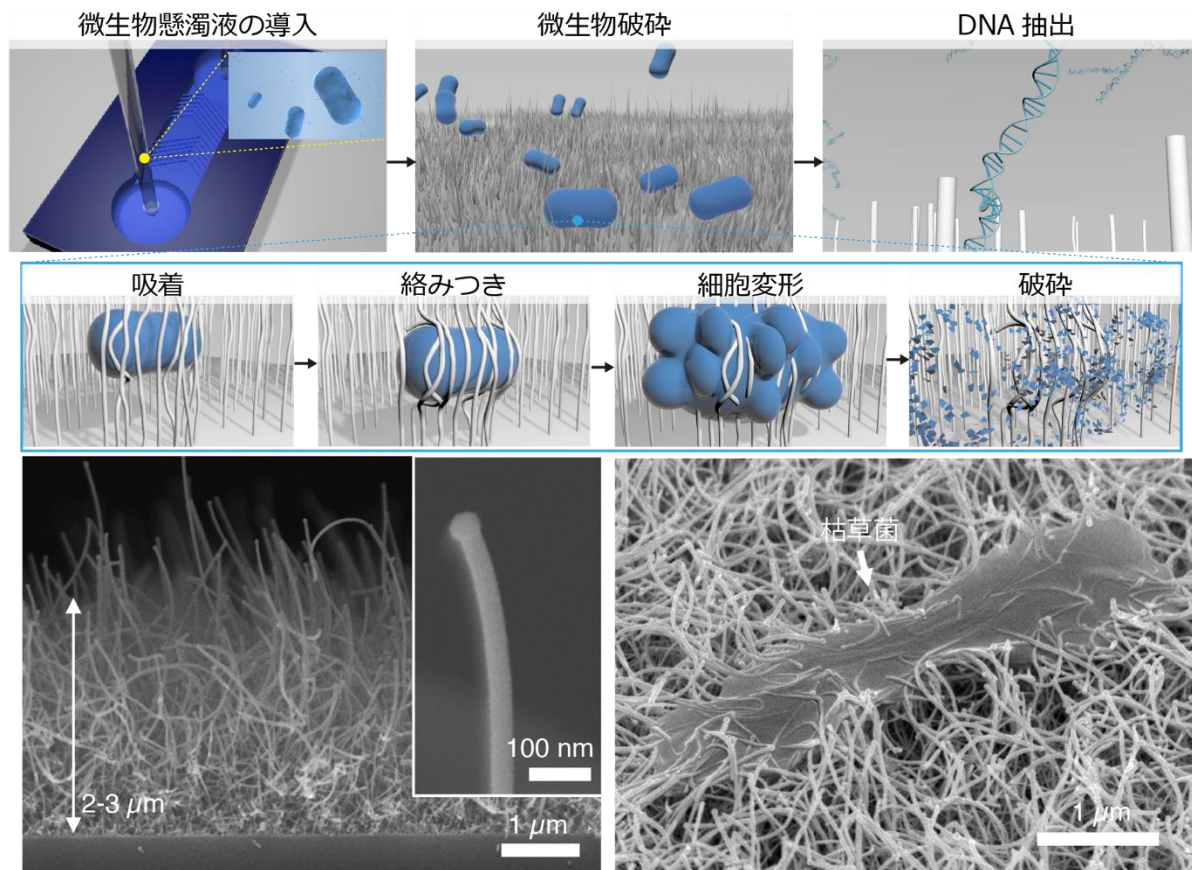 微生物懸濁液の導入
微生物破砕
DNA 抽出
吸着
絡みつき
細胞変形
破砕
2-3 μm
100 nm
1 μm
枯草菌
1 μm